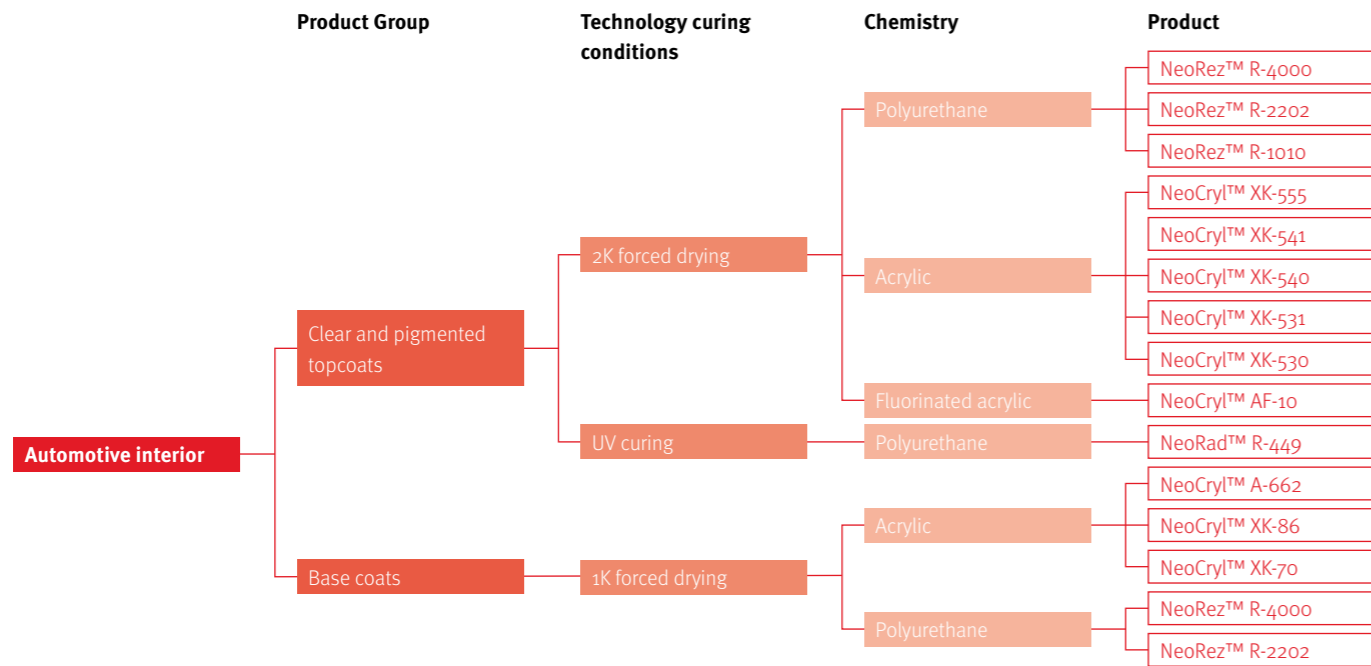 Product Group
Technology curing
conditions
Chemistry
Product
Automotive interior
Clear and pigmented
topcoats
2K forced drying
Polyurethane
NeoRez™ R-4000
NeoRez™ R-2202
NeoRez™ R-1010
Acrylic
NeoCryl™ XK-555
NeoCryl™ XK-541
NeoCryl™ XK-540
NeoCryl™ XK-531
NeoCryl™ XK-530
Fluorinated acrylic
NeoCryl™ AF-10
UV curing
Polyurethane
NeoRad™ R-449
Base coats
1K forced drying
Acrylic
NeoCryl™ A-662
NeoCryl™ XK-86
NeoCryl™ XK-70
Polyurethane
NeoRez™ R-4000
NeoRez™ R-2202